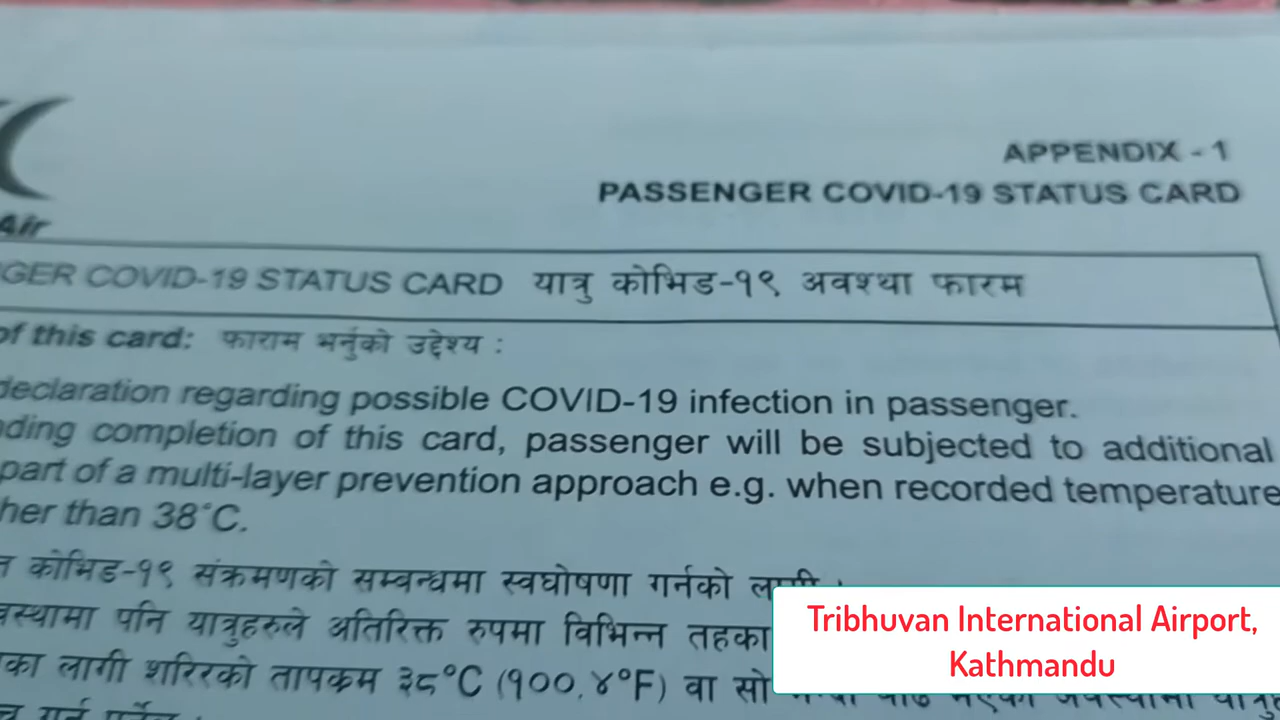 APPENDIX - 1
PASSENGER COVID-19 STATUS CARD
Air
GER COVID-19 STATUS CARD यात्रु कोभिड-१९ अवश्था फारम
of this card: फाराम भर्नुको उद्देश्य :
declaration regarding possible COVID-19 infection in passenger.
ding completion of this card, passenger will be subjected to additional
part of a multi-layer prevention approach e.g. when recorded temperature
her than 38°C.
कोभिड-१९ संक्रमणको सम्वन्धमा स्वघोषणा गर्नको लागी :
वस्थामा पनि यात्रुहरुले अतिरिक्त रुपमा विभिन्न तहका
का लागी शरिरको तापक्रम ३८°C (१००.४°F) वा सो
Tribhuvan International Airport,
Kathmandu